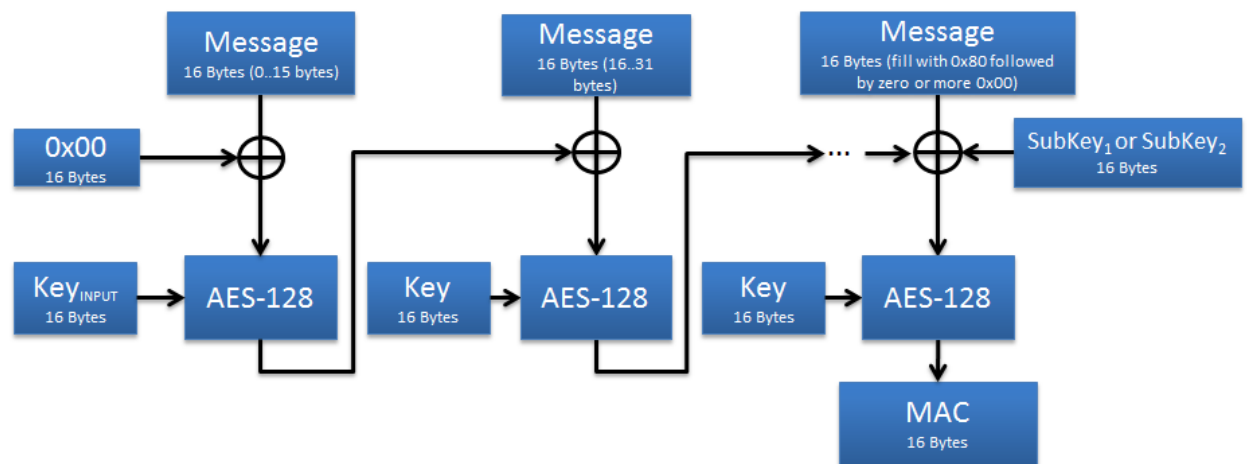 Message
16 Bytes (0..15 bytes)
Message
16 Bytes (16..31
bytes)
Message
16 Bytes (fill with 0x80 followed
by zero or more 0x00)
0x00
16 Bytes
...
SubKey₁ or SubKey₂
16 Bytes
Key INPUT
16 Bytes
AES-128
Key
16 Bytes
AES-128
Key
16 Bytes
AES-128
MAC
16 Bytes